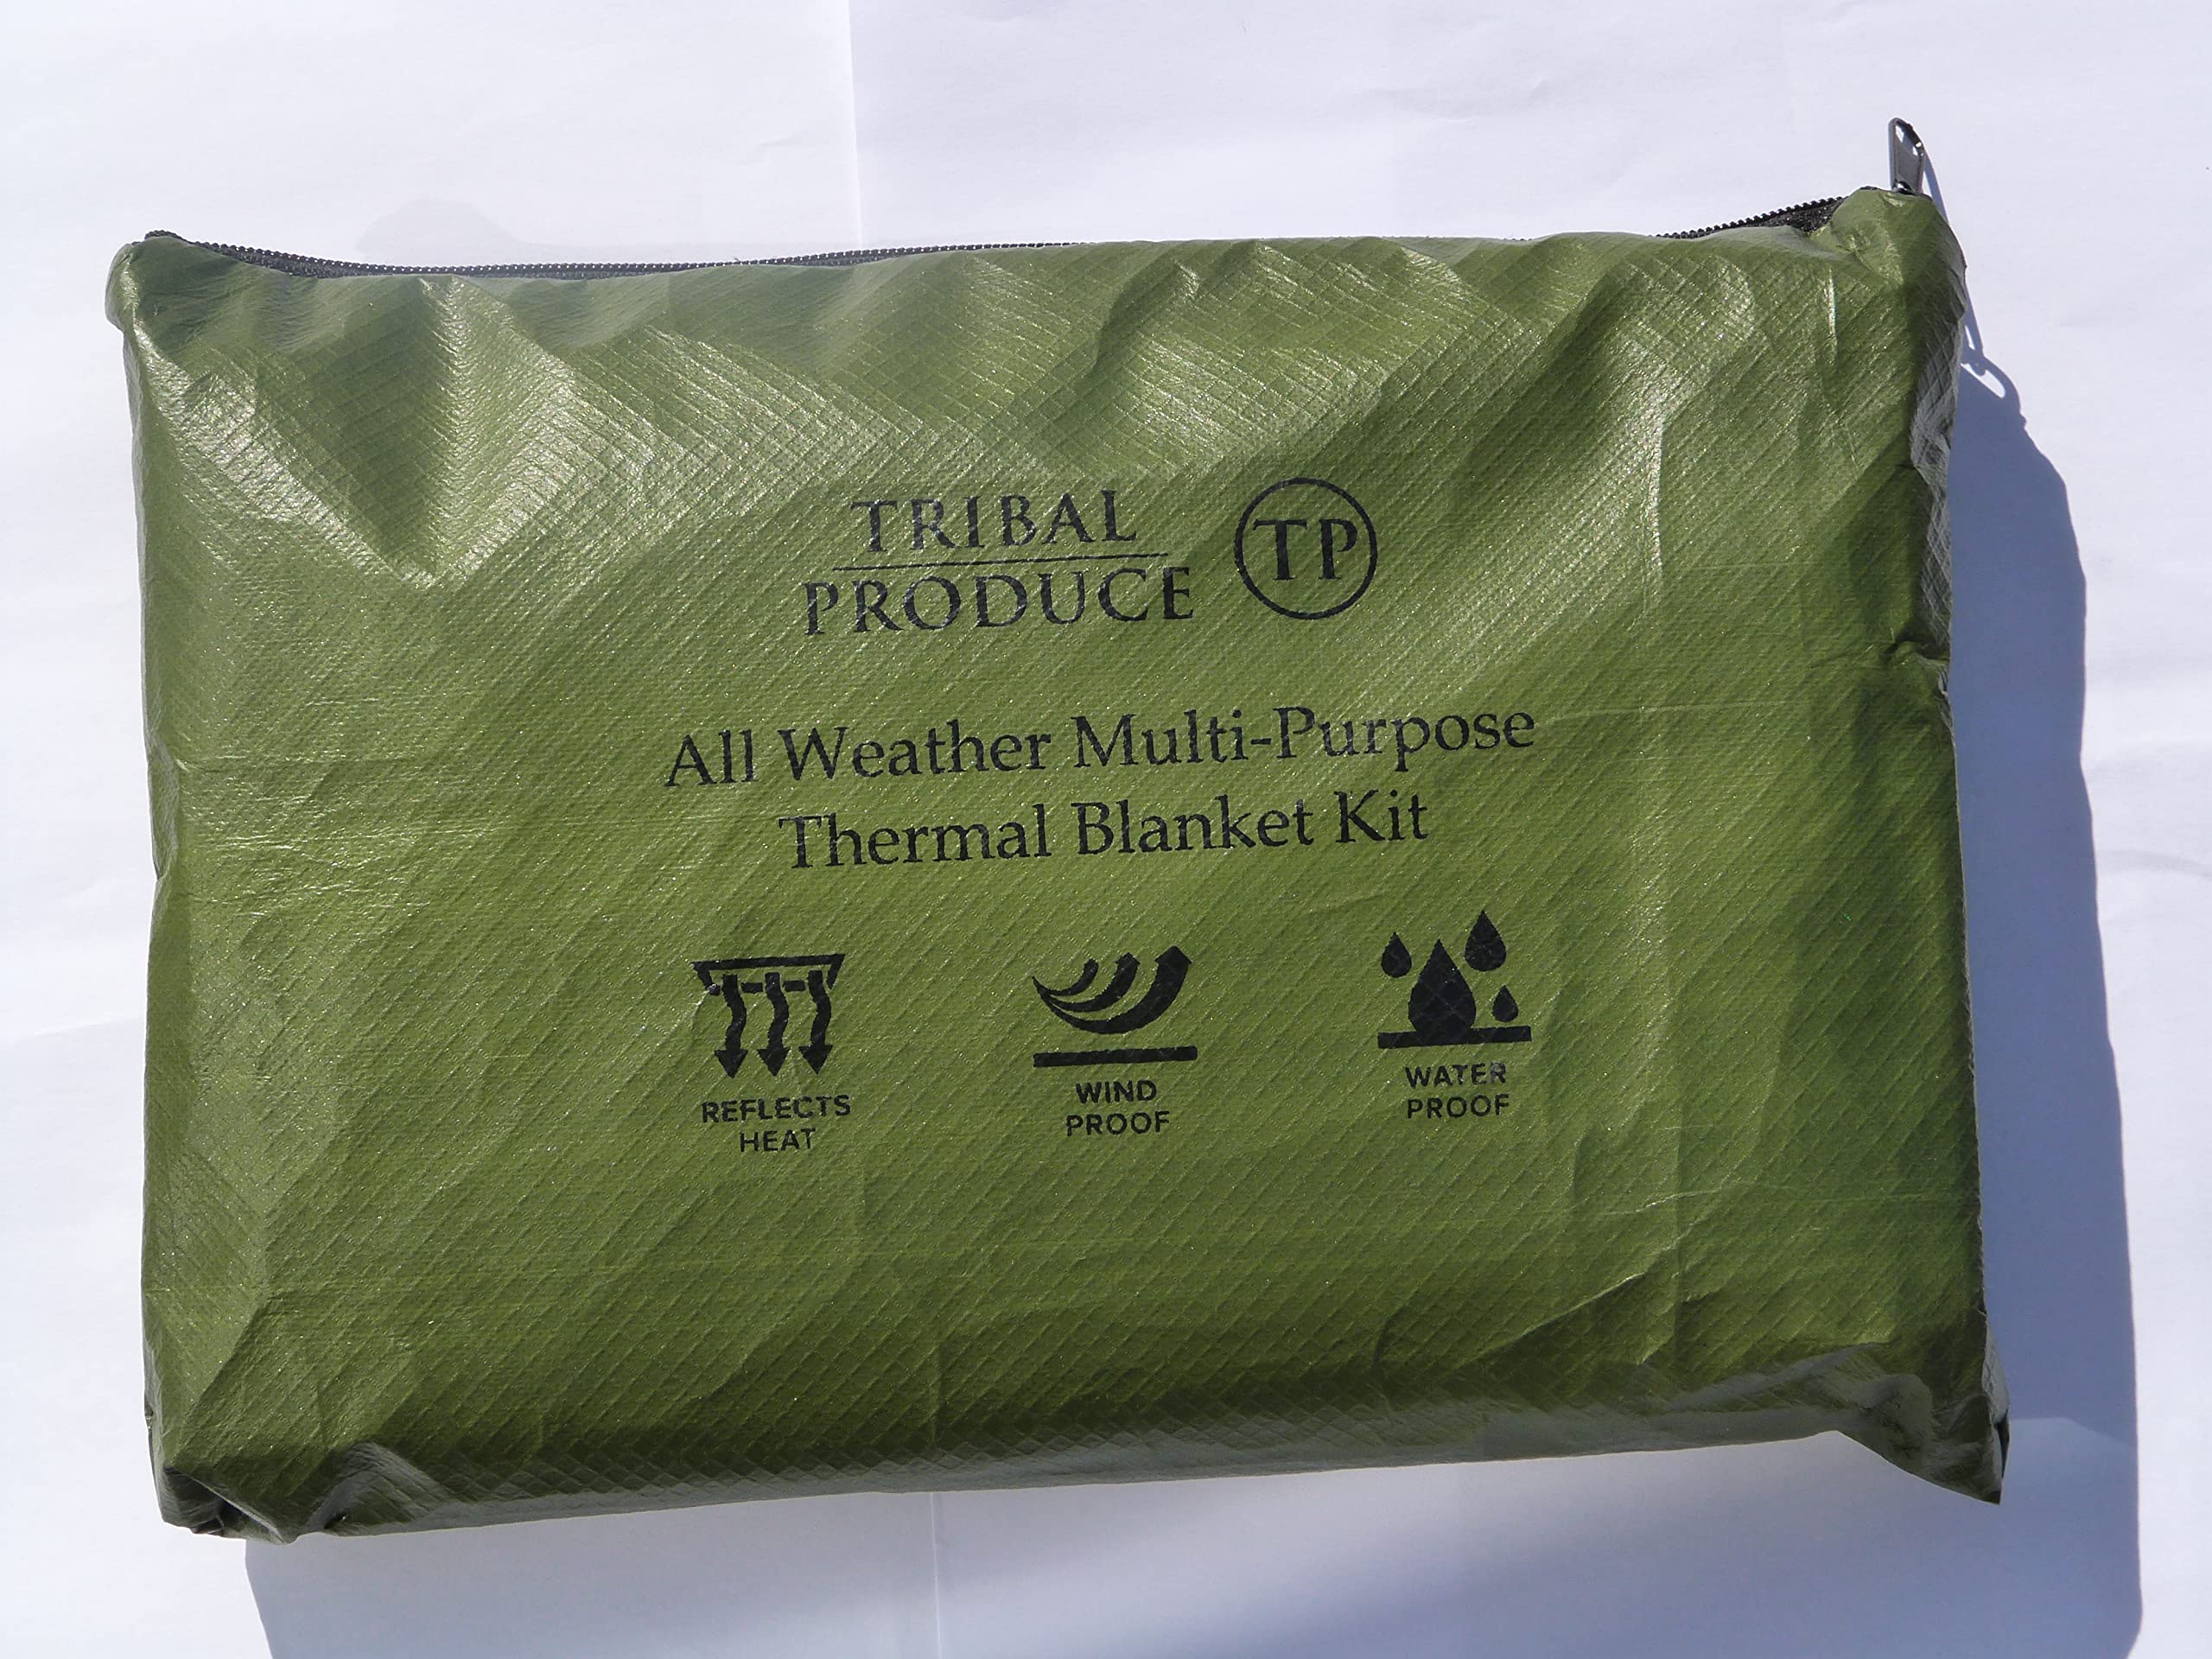 TRIBAL
PRODUCE
TP
All Weather Multi-Purpose
Thermal Blanket Kit
REFLECTS
HEAT
WIND
PROOF
WATER
PROOF